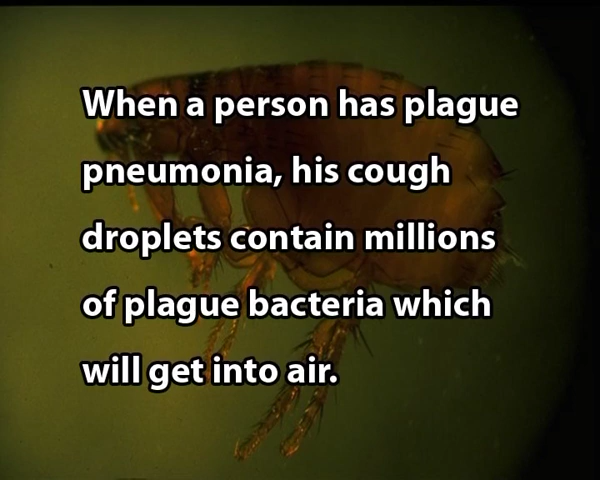 When a person has plague
pneumonia, his cough
droplets contain millions
of plague bacteria which
will get into air.